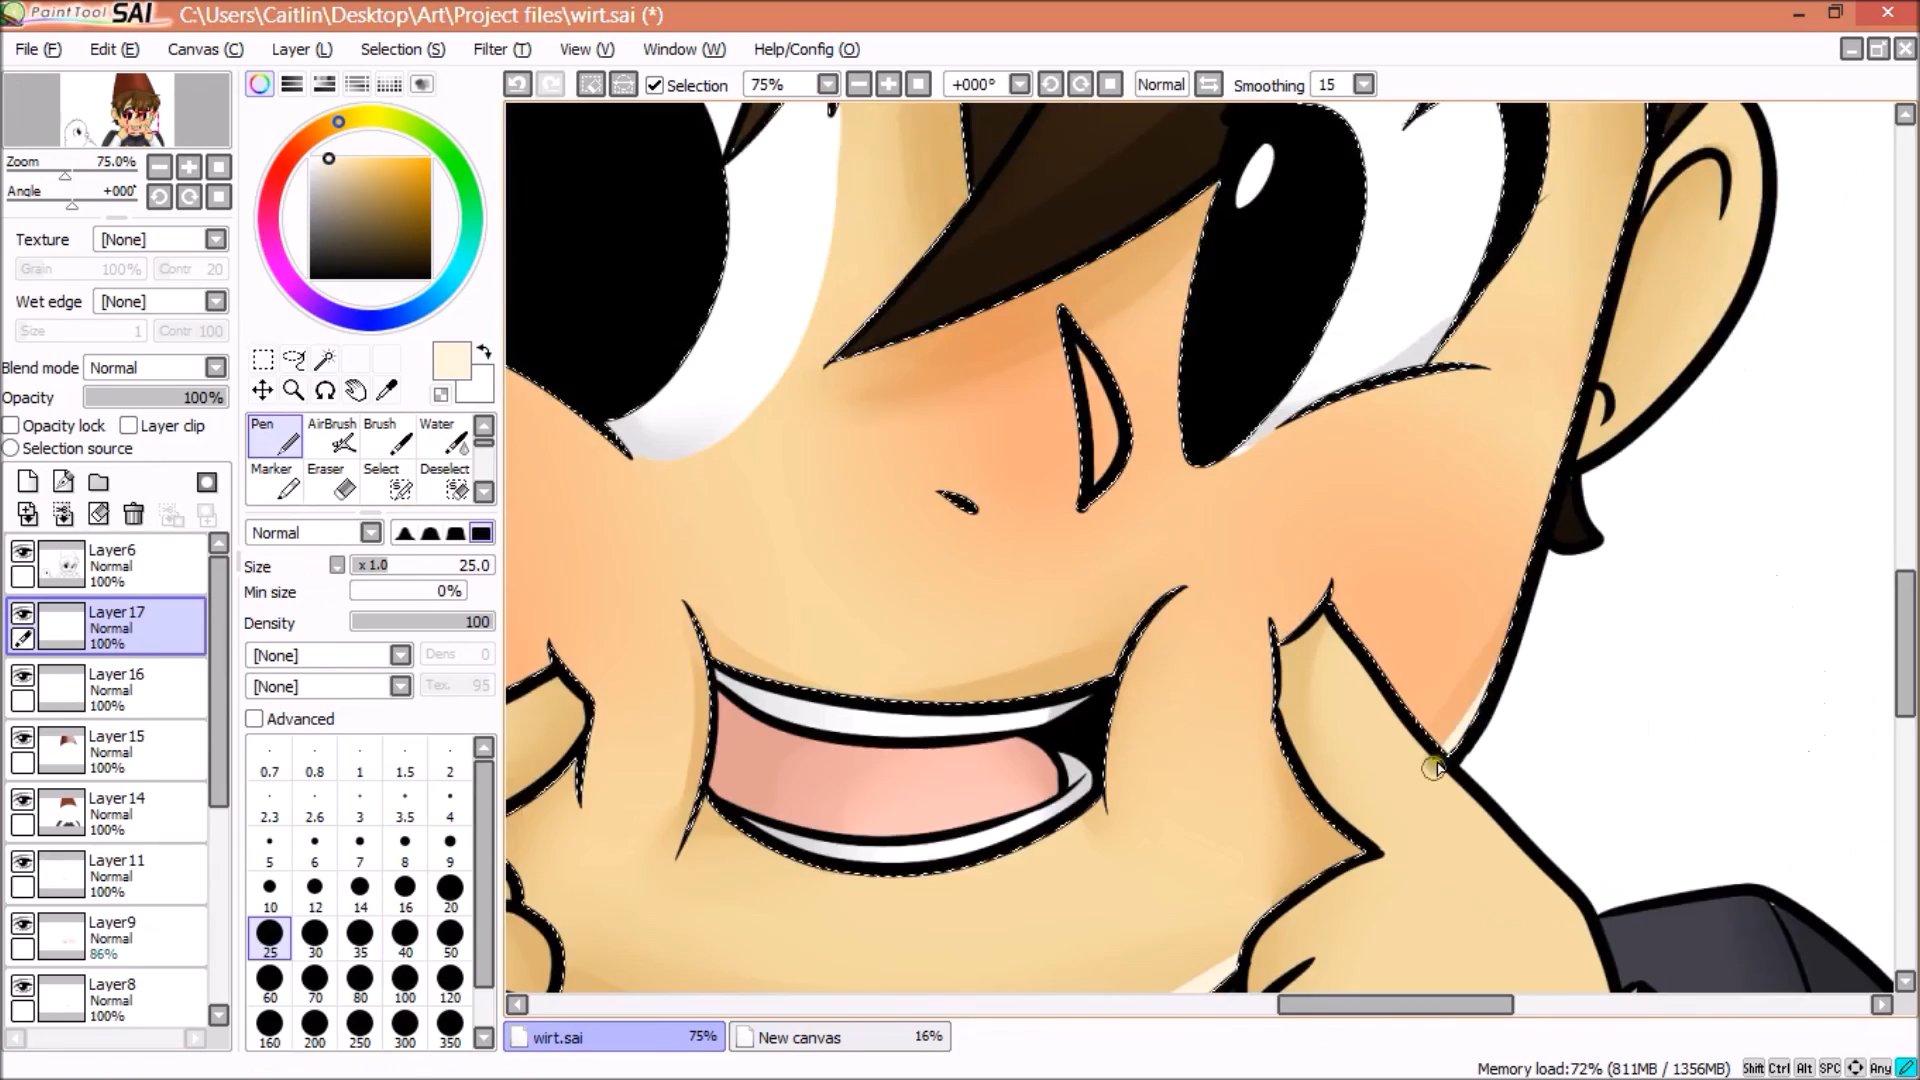 PaintTool SAI C:\Users\Caitlin\Desktop\Art\Project files\wirt.sai (*)
File (F) Edit (E) Canvas (C) Layer (L) Selection (S) Filter (T) View (V) Window (W) Help/Config (O)
Selection 75% +000° Normal Smoothing 15
Zoom 75.0%
Angle +000°
Texture [None]
Grain 100% Contr 20
Wet edge [None]
Size 1 Contr 100
Blend mode Normal
Opacity 100%
Opacity lock Layer clip
Selection source
Layer6
Normal
100%
Layer17
Normal
100%
Layer16
Normal
100%
Layer15
Normal
100%
Layer14
Normal
100%
Layer11
Normal
100%
Layer9
Normal
86%
Layer8
Normal
100%
Pen AirBrush Brush Water
Marker Eraser Select Deselect
Normal
Size x 1.0 25.0
Min size 0%
Density 100
[None] Dens 0
[None] Tex. 95
Advanced
0.7 0.8 1 1.5 2
2.3 2.6 3 3.5 4
5 6 7 8 9
10 12 14 16 20
25 30 35 40 50
60 70 80 100 120
160 200 250 300 350
wirt.sai 75% New canvas 16%
Memory load:72% (811MB / 1356MB) Shift Ctrl Alt SPC Any